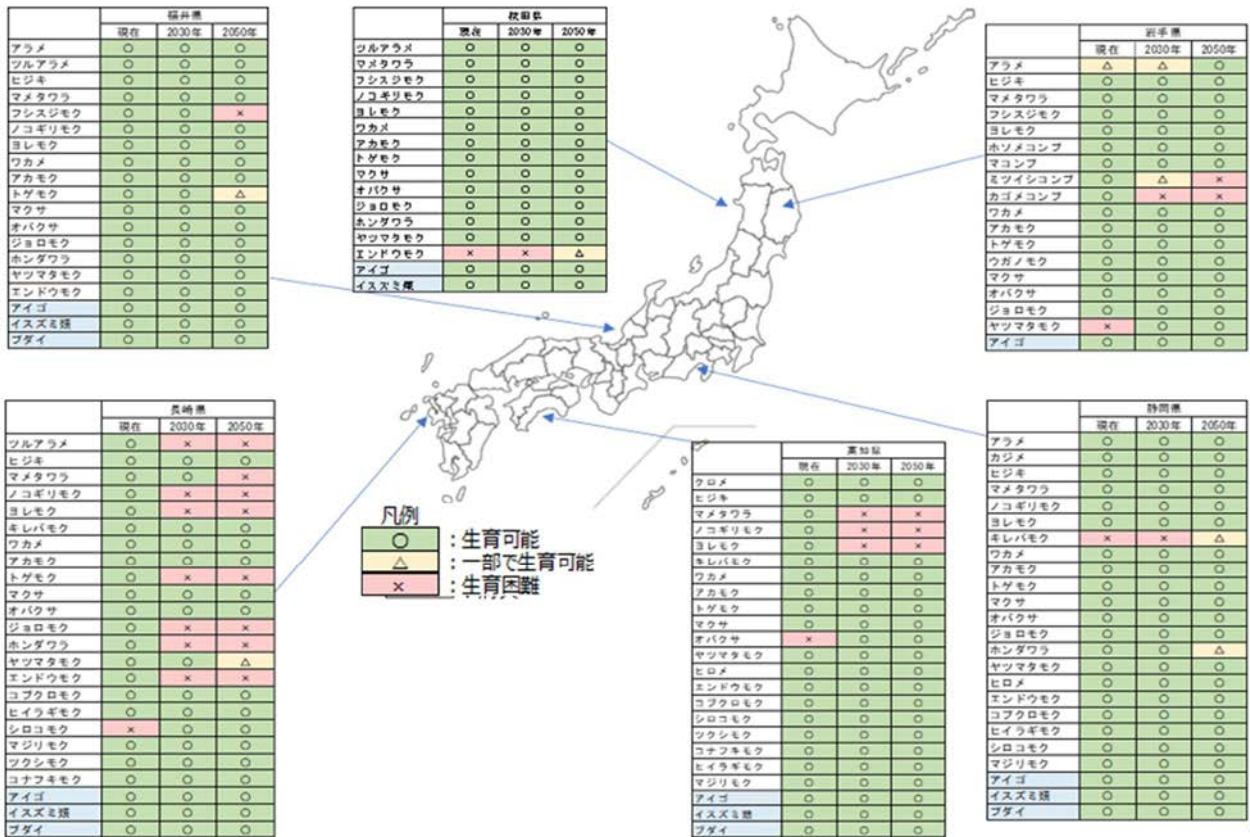 福井県
現在 2030年 2050年
アラメ ○ ○ ○
ツルアラメ ○ ○ ○
ヒジキ ○ ○ ○
マメタワラ ○ ○ ○
フシスジモク ○ ○ ×
ノコギリモク ○ ○ ○
ヨレモク ○ ○ ○
ワカメ ○ ○ ○
アカモク ○ ○ ○
トゲモク ○ ○ △
マクサ ○ ○ ○
オバクサ ○ ○ ○
ジョロモク ○ ○ ○
ホンダワラ ○ ○ ○
ヤツマタモク ○ ○ ○
エンドウモク ○ ○ ○
アイゴ ○ ○ ○
イスズミ類 ○ ○ ○
ブダイ ○ ○ ○
秋田県
現在 2030年 2050年
ツルアラメ ○ ○ ○
マメタワラ ○ ○ ○
フシスジモク ○ ○ ○
ノコギリモク ○ ○ ○
ヨレモク ○ ○ ○
ワカメ ○ ○ ○
アカモク ○ ○ ○
トゲモク ○ ○ ○
マクサ ○ ○ ○
オバクサ ○ ○ ○
ジョロモク ○ ○ ○
ホンダワラ ○ ○ ○
ヤツマタモク ○ ○ ○
エンドウモク × × △
アイゴ ○ ○ ○
イスズミ類 ○ ○ ○
岩手県
現在 2030年 2050年
アラメ △ △ ○
ヒジキ ○ ○ ○
マメタワラ ○ ○ ○
フシスジモク ○ ○ ○
ヨレモク ○ ○ ○
ホソメコンブ ○ ○ ○
マコンブ ○ ○ ○
ミツイシコンブ ○ △ ×
カゴメコンブ ○ × ×
ワカメ ○ ○ ○
アカモク ○ ○ ○
トゲモク ○ ○ ○
ウガノモク ○ ○ ○
マクサ ○ ○ ○
オバクサ ○ ○ ○
ジョロモク ○ ○ ○
ヤツマタモク × ○ ○
アイゴ ○ ○ ○
長崎県
現在 2030年 2050年
ツルアラメ ○ × ×
ヒジキ ○ ○ ○
マメタワラ ○ ○ ×
ノコギリモク ○ × ×
ヨレモク ○ × ×
キレバモク ○ ○ ○
ワカメ ○ ○ ○
アカモク ○ ○ ○
トゲモク ○ × ×
マクサ ○ ○ ○
オバクサ ○ ○ ○
ジョロモク ○ × ×
ホンダワラ ○ × ×
ヤツマタモク ○ ○ △
エンドウモク ○ × ×
コブクロモク ○ ○ ○
ヒイラギモク ○ ○ ○
シロコモク × ○ ○
マジリモク ○ ○ ○
ツクシモク ○ ○ ○
コナフキモク ○ ○ ○
アイゴ ○ ○ ○
イスズミ類 ○ ○ ○
ブダイ ○ ○ ○
凡例
○ ：生育可能
△ ：一部で生育可能
× ：生育困難
高知県
現在 2030年 2050年
クロメ ○ ○ ○
ヒジキ ○ ○ ○
マメタワラ ○ × ×
ノコギリモク ○ × ×
ヨレモク ○ × ×
キレバモク ○ ○ ○
ワカメ ○ ○ ○
アカモク ○ ○ ○
トゲモク ○ ○ ○
マクサ ○ ○ ○
オバクサ × ○ ○
ヤツマタモク ○ ○ ○
ヒロメ ○ ○ ○
エンドウモク ○ ○ ○
コブクロモク ○ ○ ○
シロコモク ○ ○ ○
ツクシモク ○ ○ ○
コナフキモク ○ ○ ○
ヒイラギモク ○ ○ ○
マジリモク ○ ○ ○
アイゴ ○ ○ ○
イスズミ類 ○ ○ ○
ブダイ ○ ○ ○
静岡県
現在 2030年 2050年
アラメ ○ ○ ○
カジメ ○ ○ ○
ヒジキ ○ ○ ○
マメタワラ ○ ○ ○
ノコギリモク ○ ○ ○
ヨレモク ○ ○ ○
キレバモク × × △
ワカメ ○ ○ ○
アカモク ○ ○ ○
トゲモク ○ ○ ○
マクサ ○ ○ ○
オバクサ ○ ○ ○
ジョロモク ○ ○ ○
ホンダワラ ○ ○ △
ヤツマタモク ○ ○ ○
ヒロメ ○ ○ ○
エンドウモク ○ ○ ○
コブクロモク ○ ○ ○
ヒイラギモク ○ ○ ○
シロコモク ○ ○ ○
マジリモク ○ ○ ○
アイゴ ○ ○ ○
イスズミ類 ○ ○ ○
ブダイ ○ ○ ○